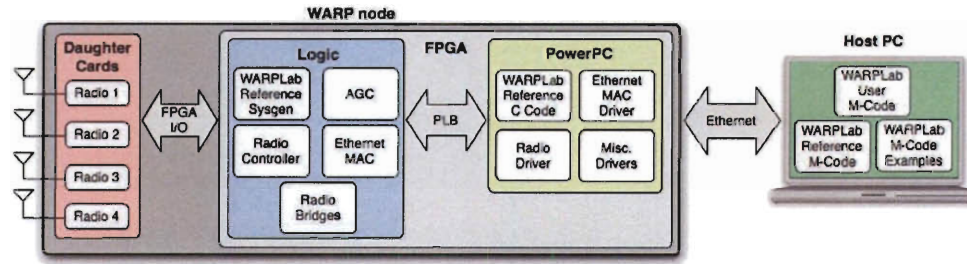 WARP node
Daughter
Cards
Radio 1
Radio 2
Radio 3
Radio 4
FPGA
I/O
FPGA
Logic
WARPLab
Reference
Sysgen
AGC
Radio
Controller
Ethernet
MAC
Radio
Bridges
PLB
PowerPC
WARPLab
Reference
C Code
Ethernet
MAC
Driver
Radio
Driver
Misc.
Drivers
Ethernet
Host PC
WARPLab
User
M-Code
WARPLab
Reference
M-Code
WARPLab
M-Code
Examples